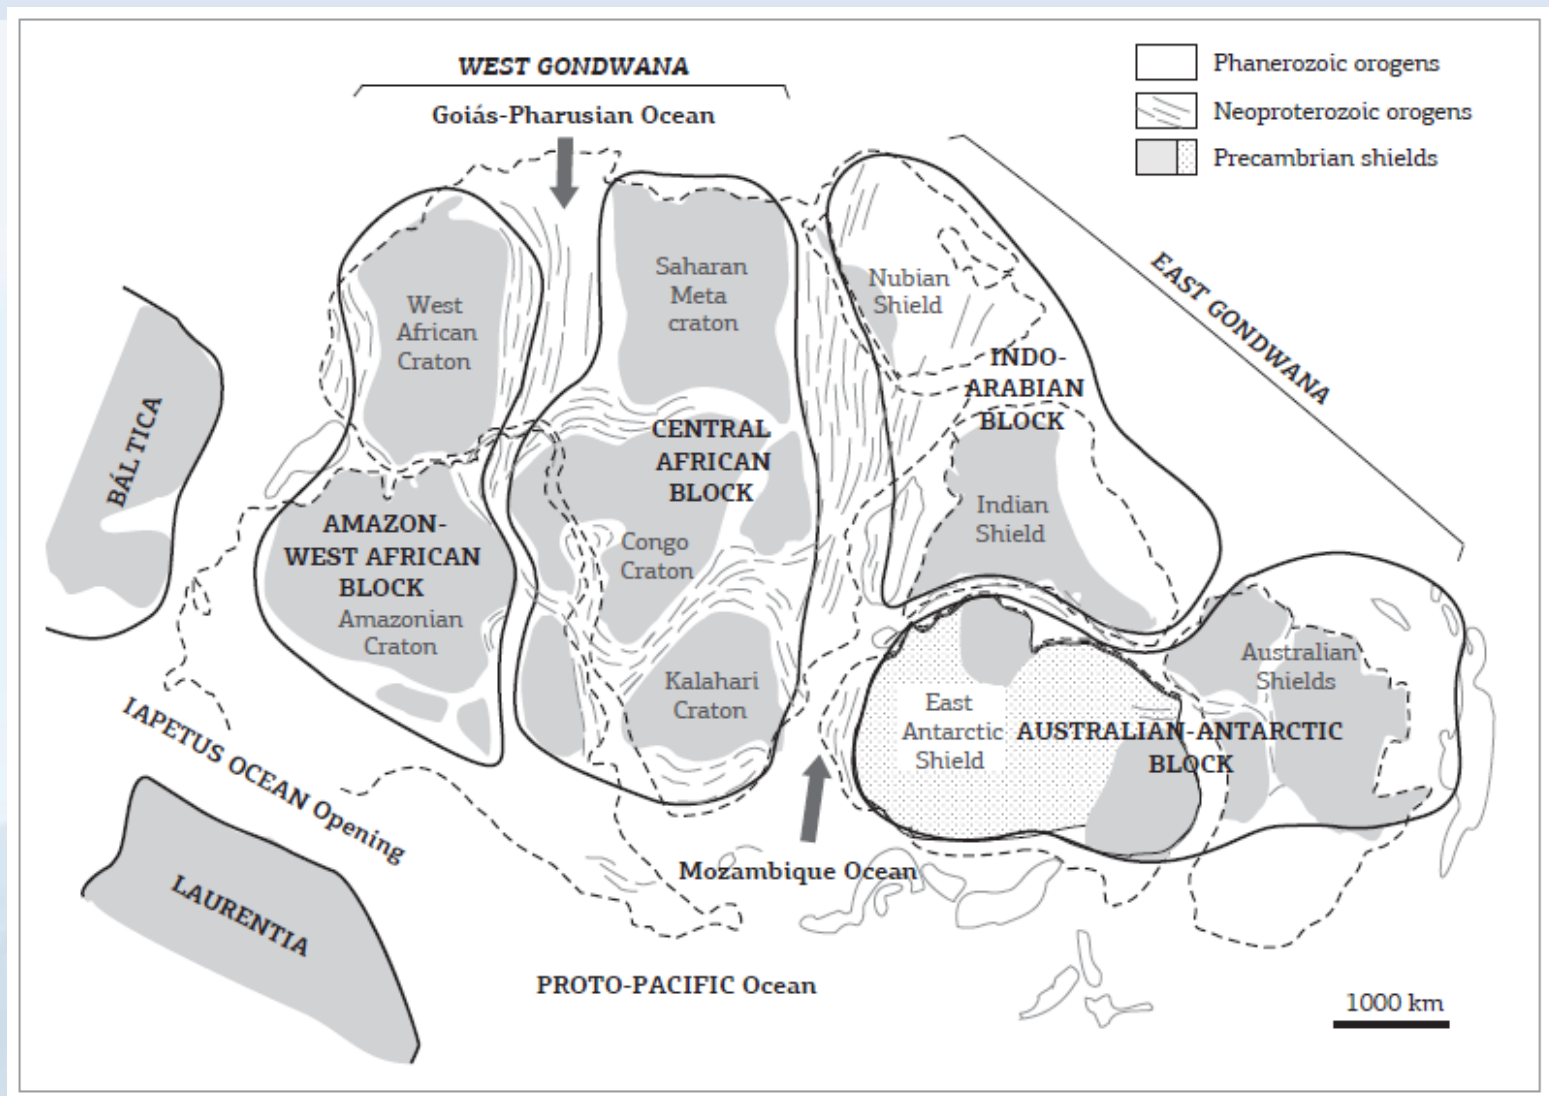 WEST GONDWANA
Goiás-Pharusian Ocean
Phanerozoic orogens
Neoproterozoic orogens
Precambrian shields
EAST GONDWANA
West
African
Craton
Saharan
Meta
craton
Nubian
Shield
INDO-
ARABIAN
BLOCK
BÁLTICA
CENTRAL
AFRICAN
BLOCK
AMAZON-
WEST AFRICAN
BLOCK
Amazonian
Craton
Congo
Craton
Indian
Shield
Kalahari
Craton
East
Antarctic
Shield
Australian
Shields
AUSTRALIAN-ANTARCTIC
BLOCK
IAPETUS OCEAN Opening
LAURENTIA
Mozambique Ocean
PROTO-PACIFIC Ocean
1000 km